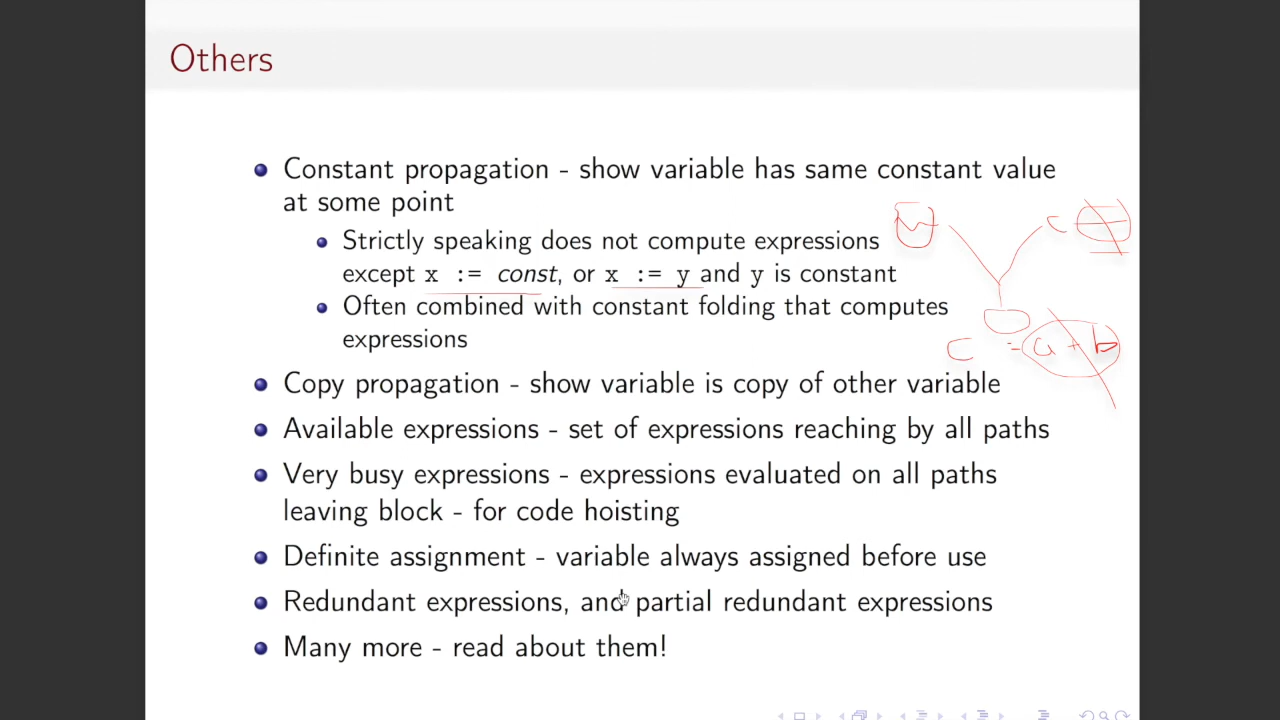 Others
Constant propagation - show variable has same constant value
at some point
Strictly speaking does not compute expressions
except x := const, or x := y and y is constant
Often combined with constant folding that computes
expressions
c
c = a + b
Copy propagation - show variable is copy of other variable
Available expressions - set of expressions reaching by all paths
Very busy expressions - expressions evaluated on all paths
leaving block - for code hoisting
Definite assignment - variable always assigned before use
Redundant expressions, and partial redundant expressions
Many more - read about them!